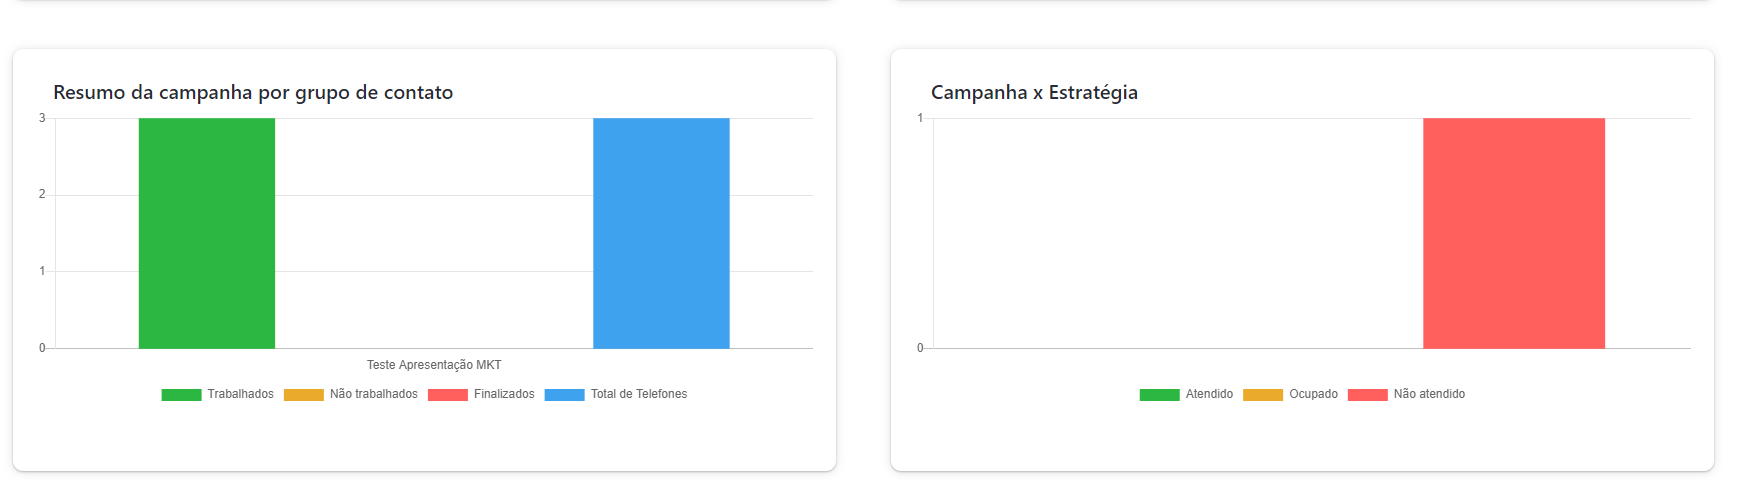 Resumo da campanha por grupo de contato
3
2
1
0
Teste Apresentação MKT
Trabalhados Não trabalhados Finalizados Total de Telefones
Campanha x Estratégia
1
0
Atendido Ocupado Não atendido